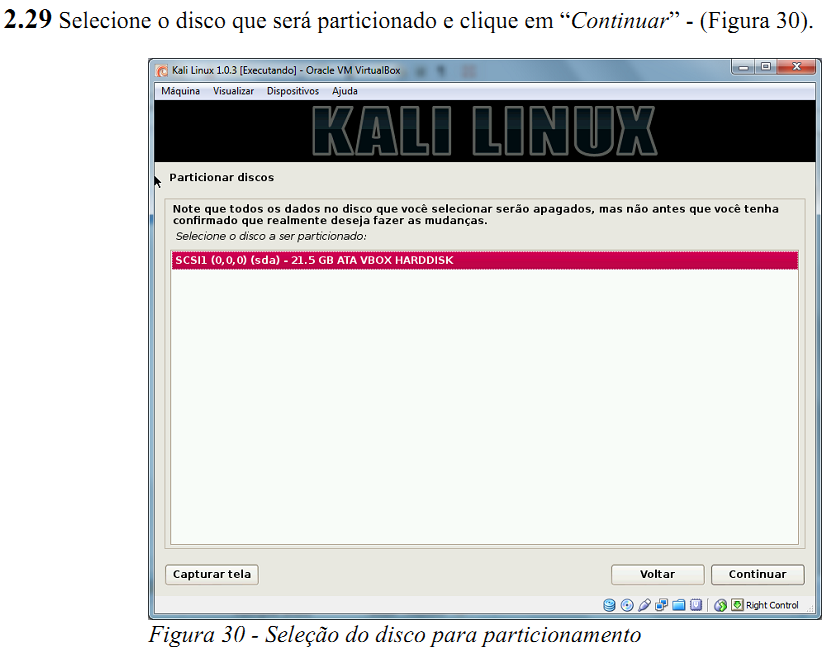 2.29 Selecione o disco que será particionado e clique em “Continuar” - (Figura 30).
Kali Linux 1.0.3 [Executando] - Oracle VM VirtualBox
Máquina Visualizar Dispositivos Ajuda
KALI LINUX
Particionar discos
Note que todos os dados no disco que você selecionar serão apagados, mas não antes que você tenha
confirmado que realmente deseja fazer as mudanças.
Selecione o disco a ser particionado:
SCSI1 (0,0,0) (sda) - 21.5 GB ATA VBOX HARDDISK
Capturar tela Voltar Continuar
Right Control
Figura 30 - Seleção do disco para particionamento